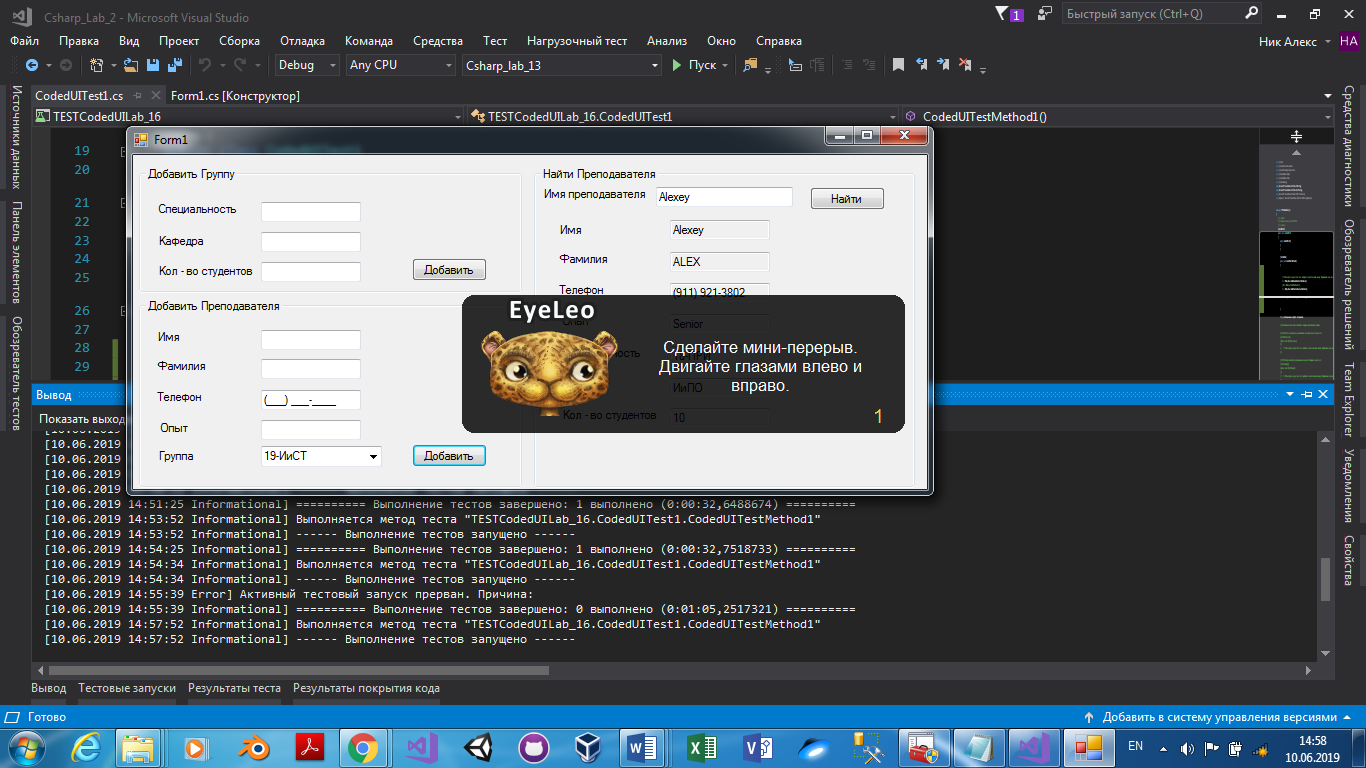 Csharp_Lab_2 - Microsoft Visual Studio
1
Быстрый запуск (Ctrl+Q)
Файл Правка Вид Проект Сборка Отладка Команда Средства Тест Нагрузочный тест Анализ Окно Справка
Ник Алекс НА
Debug Any CPU Csharp_lab_13 Пуск
CodedUITest1.cs Form1.cs [Конструктор]
TESTCodedUILab_16 TESTCodedUILab_16.CodedUITest1 CodedUITestMethod1()
Источники данных
Панель элементов
Обозреватель тестов
19
20
21
22
23
24
25
26
27
28
29
Form1
Добавить Группу
Специальность
Кафедра
Кол - во студентов
Добавить
Добавить Преподавателя
Имя
Фамилия
Телефон (___) ___-____
Опыт
Группа 19-ИиСТ
Добавить
Найти Преподавателя
Имя преподавателя Alexey Найти
Имя Alexey
Фамилия ALEX
Телефон (911) 921-3802
Senior
ИиПО
Кол - во студентов 10
EyeLeo
Сделайте мини-перерыв.
Двигайте глазами влево и
вправо.
1
Средства диагностики
Обозреватель решений
Team Explorer
Уведомления
Свойства
Вывод
Показать выход
[10.06.2019
[10.06.2019
[10.06.2019
[10.06.2019
[10.06.2019
[10.06.2019 14:51:25 Informational] ========== Выполнение тестов завершено: 1 выполнено (0:00:32,6488674) ==========
[10.06.2019 14:53:52 Informational] Выполняется метод теста "TESTCodedUILab_16.CodedUITest1.CodedUITestMethod1"
[10.06.2019 14:53:52 Informational] ------ Выполнение тестов запущено ------
[10.06.2019 14:54:25 Informational] ========== Выполнение тестов завершено: 1 выполнено (0:00:32,7518733) ==========
[10.06.2019 14:54:34 Informational] Выполняется метод теста "TESTCodedUILab_16.CodedUITest1.CodedUITestMethod1"
[10.06.2019 14:54:34 Informational] ------ Выполнение тестов запущено ------
[10.06.2019 14:55:39 Error] Активный тестовый запуск прерван. Причина:
[10.06.2019 14:55:39 Informational] ========== Выполнение тестов завершено: 0 выполнено (0:01:05,2517321) ==========
[10.06.2019 14:57:52 Informational] Выполняется метод теста "TESTCodedUILab_16.CodedUITest1.CodedUITestMethod1"
[10.06.2019 14:57:52 Informational] ------ Выполнение тестов запущено ------
Вывод Тестовые запуски Результаты теста Результаты покрытия кода
Готово
Добавить в систему управления версиями
EN
14:58
10.06.2019